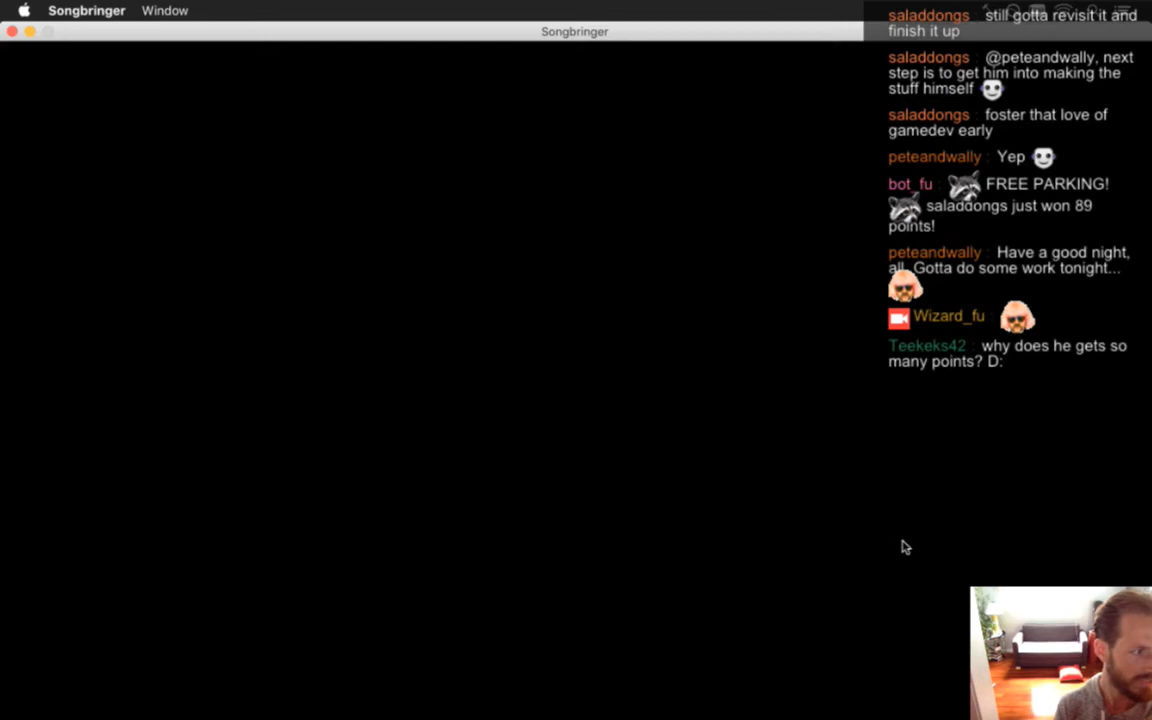 Songbringer Window
Songbringer
saladdongs : still gotta revisit it and
finish it up
saladdongs : @peteandwally, next
step is to get him into making the
stuff himself
saladdongs : foster that love of
gamedev early
peteandwally : Yep
bot_fu : FREE PARKING!
saladdongs just won 89
points!
peteandwally : Have a good night,
all. Gotta do some work tonight...
Wizard_fu :
Teekeks42 : why does he gets so
many points? D: